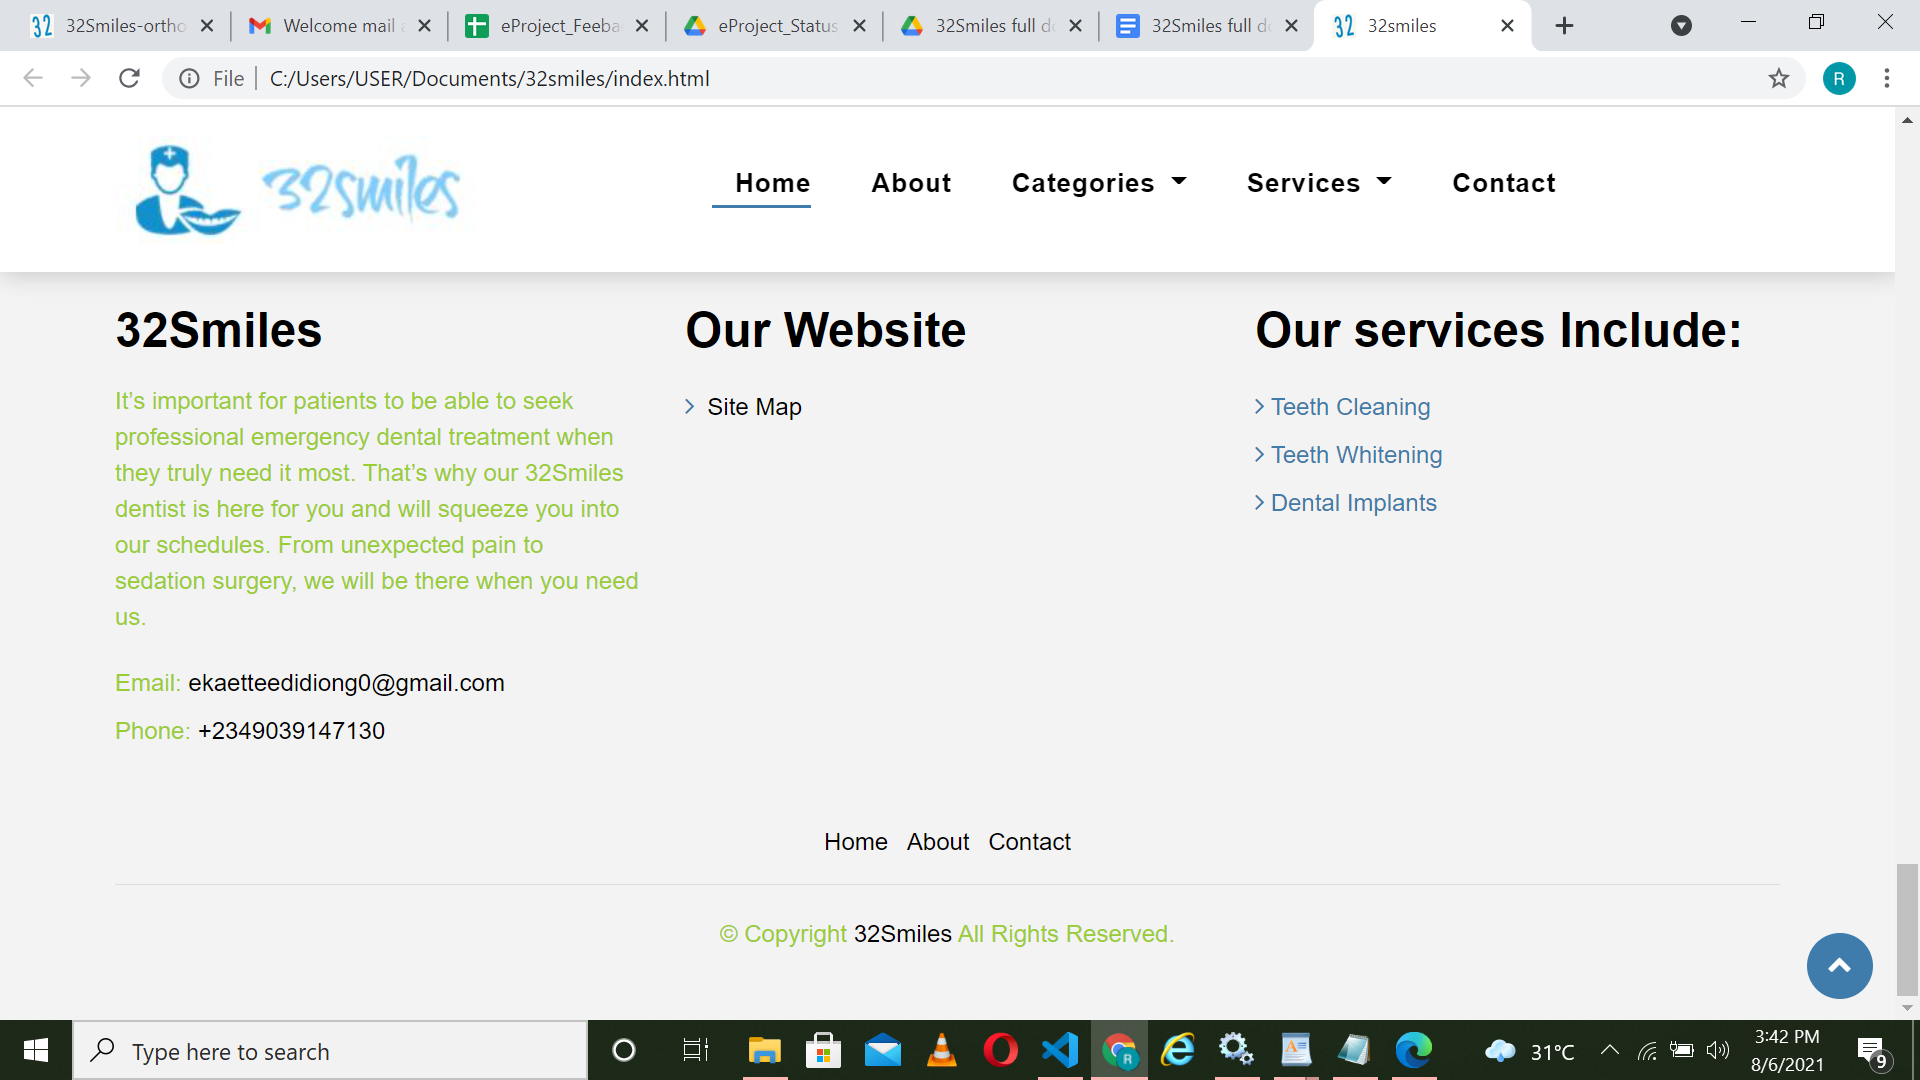 32 32Smiles-ortho
Welcome mail a
eProject_Feeba
eProject_Status
32Smiles full do
32Smiles full do
32 32smiles
File C:/Users/USER/Documents/32smiles/index.html R
32smiles
Home About Categories Services Contact
32Smiles
It’s important for patients to be able to seek
professional emergency dental treatment when
they truly need it most. That’s why our 32Smiles
dentist is here for you and will squeeze you into
our schedules. From unexpected pain to
sedation surgery, we will be there when you need
us.
Email: ekaetteedidiong0@gmail.com
Phone: +2349039147130
Our Website
Site Map
Our services Include:
Teeth Cleaning
Teeth Whitening
Dental Implants
Home About Contact
© Copyright 32Smiles All Rights Reserved.
Type here to search
R
31°C
3:42 PM
8/6/2021
9